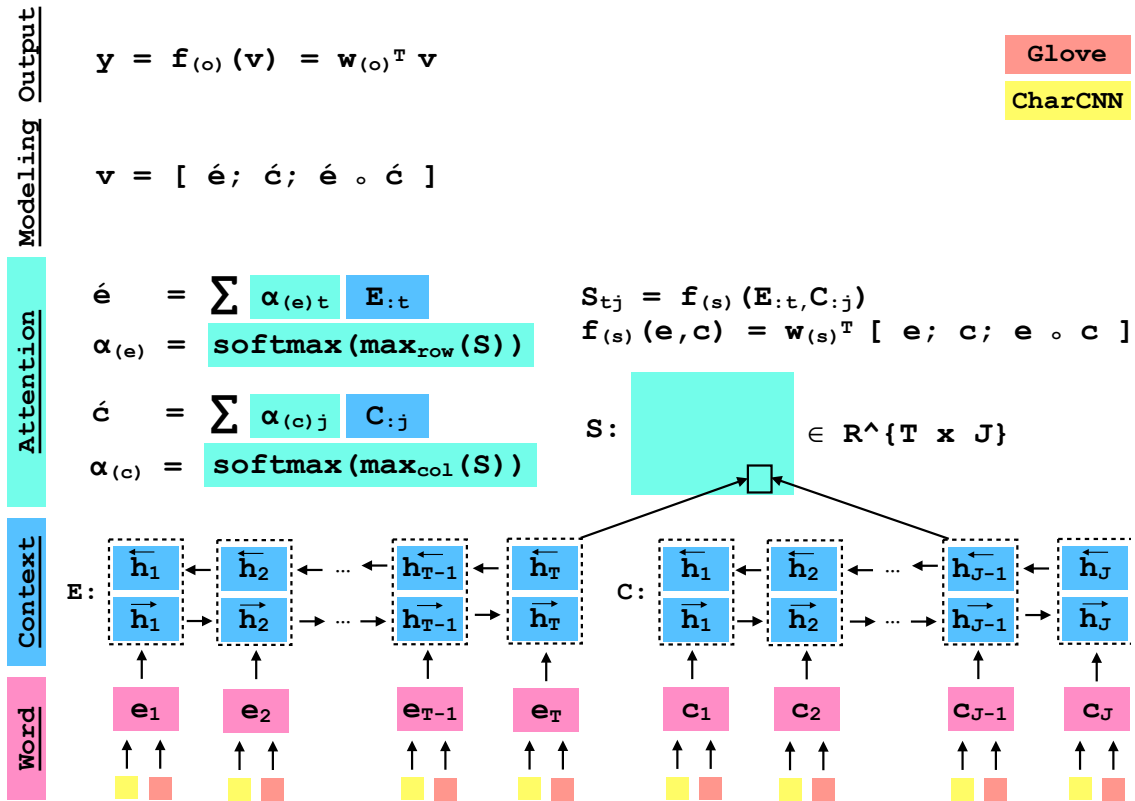 Output
y = f(o)(v) = w(o)ᵀ v
Glove
CharCNN
Modeling
v = [ é; ć; é ∘ ć ]
Attention
é = ∑ α(e)t E:t
α(e) = softmax(maxrow(S))
ć = ∑ α(c)j C:j
α(c) = softmax(maxcol(S))
Stj = f(s)(E:t,C:j)
f(s)(e,c) = w(s)ᵀ [ e; c; e ∘ c ]
S: ∈ R^{T x J}
Context
E:
←h1 ←h2 … ←hT-1 ←hT
→h1 →h2 … →hT-1 →hT
C:
←h1 ←h2 … ←hJ-1 ←hJ
→h1 →h2 … →hJ-1 →hJ
Word
e1 e2 eT-1 eT c1 c2 cJ-1 cJ